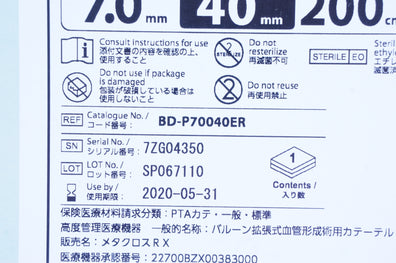 7.0 mm 40 mm 200 cm
Consult instructions for use
添付文書の内容を確認の上、
使用すること
Do not
resterilize
再滅菌不可
STERILE EO
2
STERILIZE
Do not use if package
is damaged
包装が破損している場合は
使用しないこと
2
Do not reuse
再使用禁止
REF Catalogue No. /
コード番号: BD-P70040ER
SN Serial No. /
シリアル番号: 7ZG04350
LOT LOT No. /
ロット番号: SP067110
Use by /
使用期限: 2020-05-31
1
Contents /
入り数
保険医療材料請求分類:PTAカテ・一般・標準
高度管理医療機器 一般的名称:バルーン拡張式血管形成術用カテーテル
販売名:メタクロスRX
医療機器承認番号:22700BZX00383000